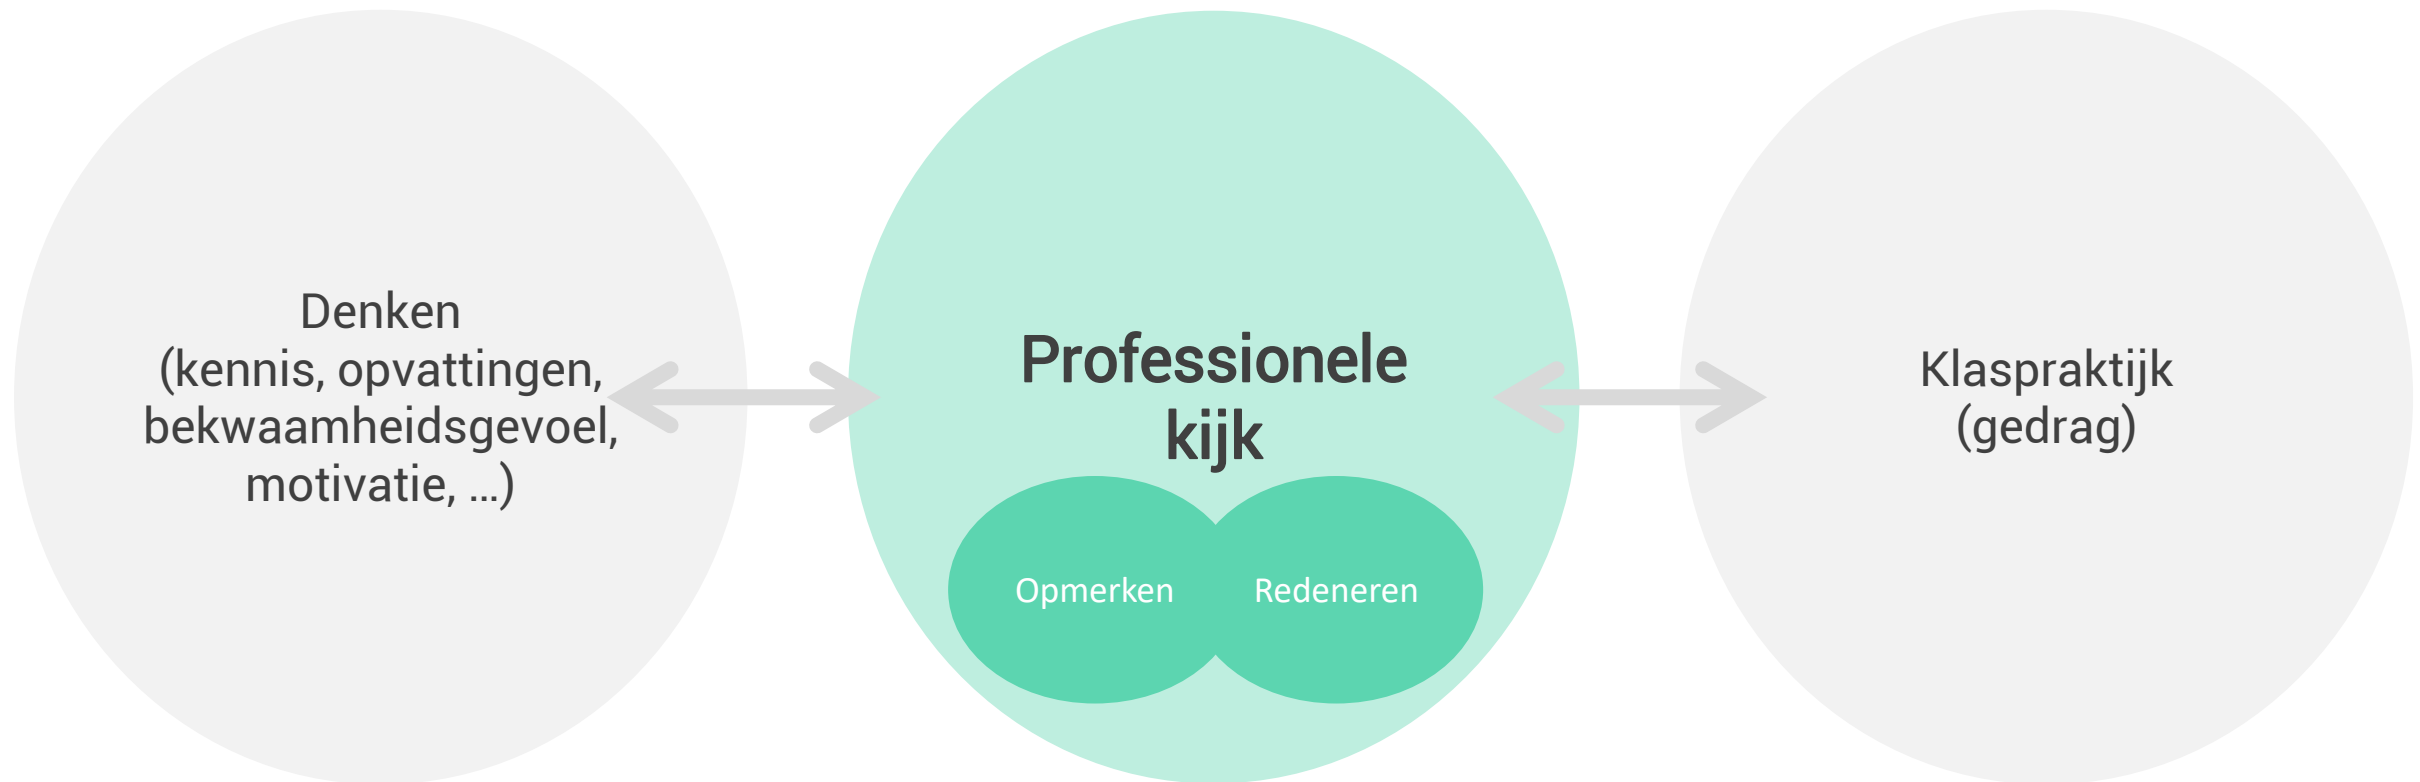 Denken
(kennis, opvattingen,
bekwaamheidsgevoel,
motivatie, ...)
Professionele
kijk
Opmerken
Redeneren
Klaspraktijk
(gedrag)